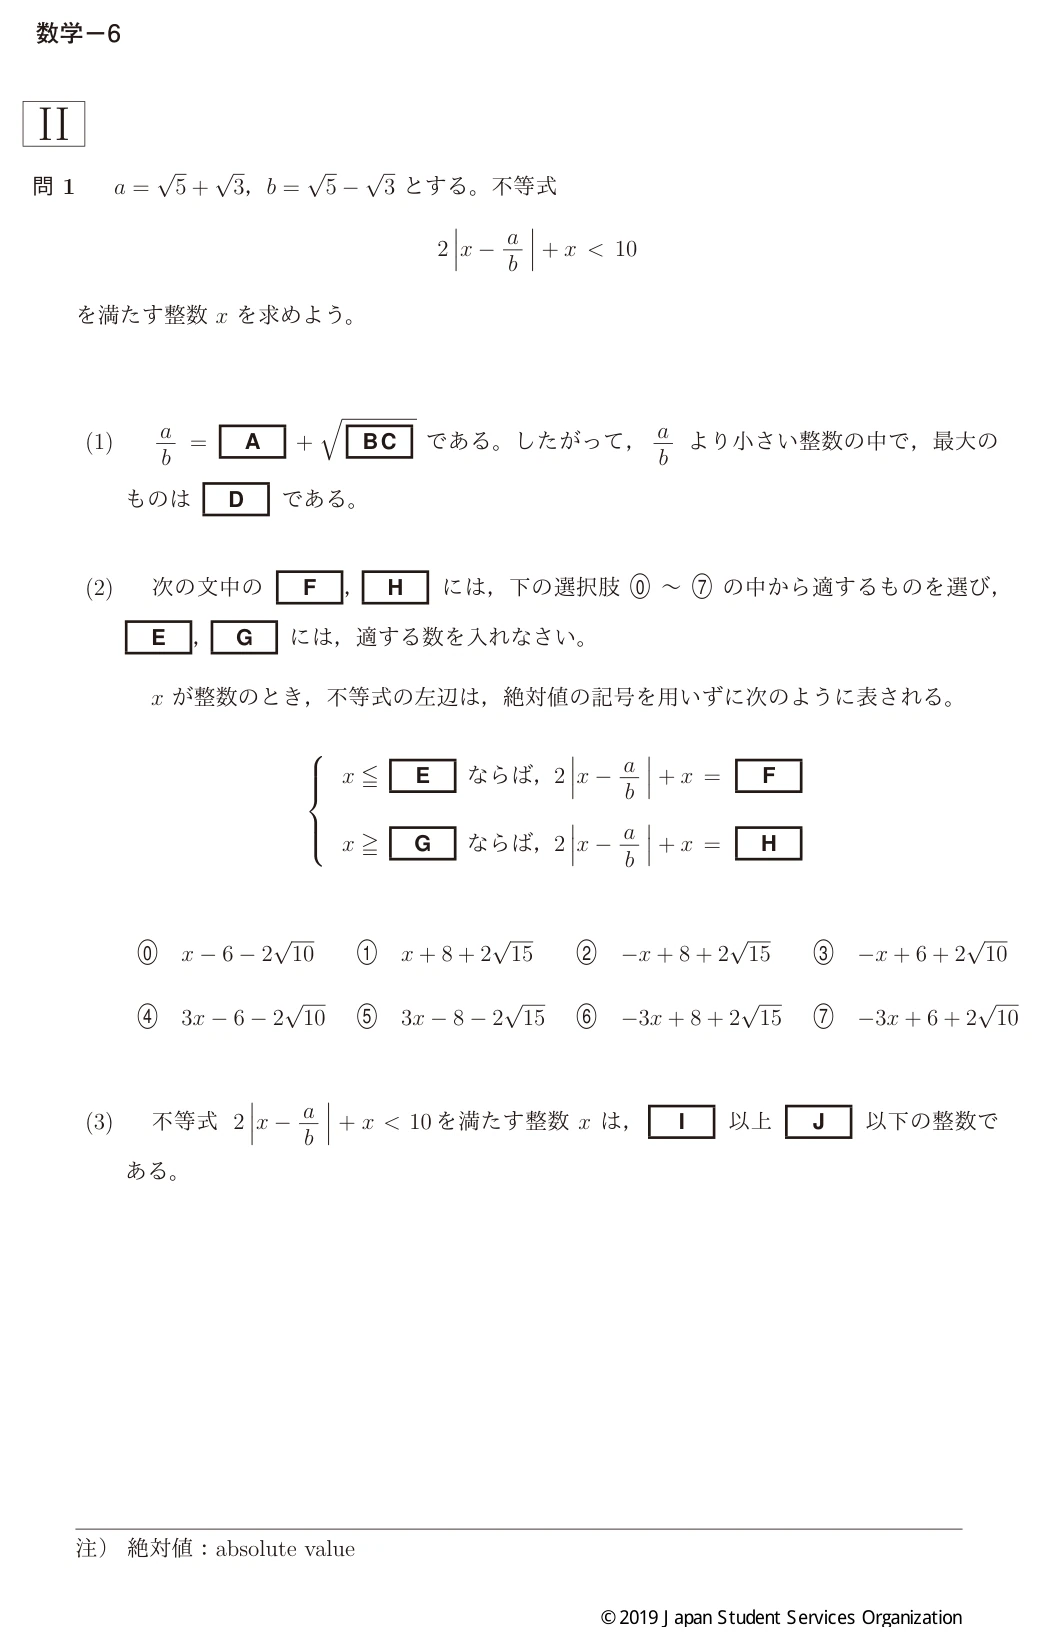 数学－6
II
問 1 a = √5 + √3, b = √5 − √3 とする。不等式
2|x − a/b| + x < 10
を満たす整数 x を求めよう。
(1) a/b = A + √BC である。したがって, a/b より小さい整数の中で, 最大の
ものは D である。
(2) 次の文中の F, H には, 下の選択肢 ⓪ ～ ⑦ の中から適するものを選び,
E, G には, 適する数を入れなさい。
x が整数のとき, 不等式の左辺は, 絶対値の記号を用いずに次のように表される。
x ≦ E ならば, 2|x − a/b| + x = F
x ≧ G ならば, 2|x − a/b| + x = H
⓪ x − 6 − 2√10 ① x + 8 + 2√15 ② −x + 8 + 2√15 ③ −x + 6 + 2√10
④ 3x − 6 − 2√10 ⑤ 3x − 8 − 2√15 ⑥ −3x + 8 + 2√15 ⑦ −3x + 6 + 2√10
(3) 不等式 2|x − a/b| + x < 10 を満たす整数 x は, I 以上 J 以下の整数で
ある。
注） 絶対値：absolute value
© 2019 Japan Student Services Organization